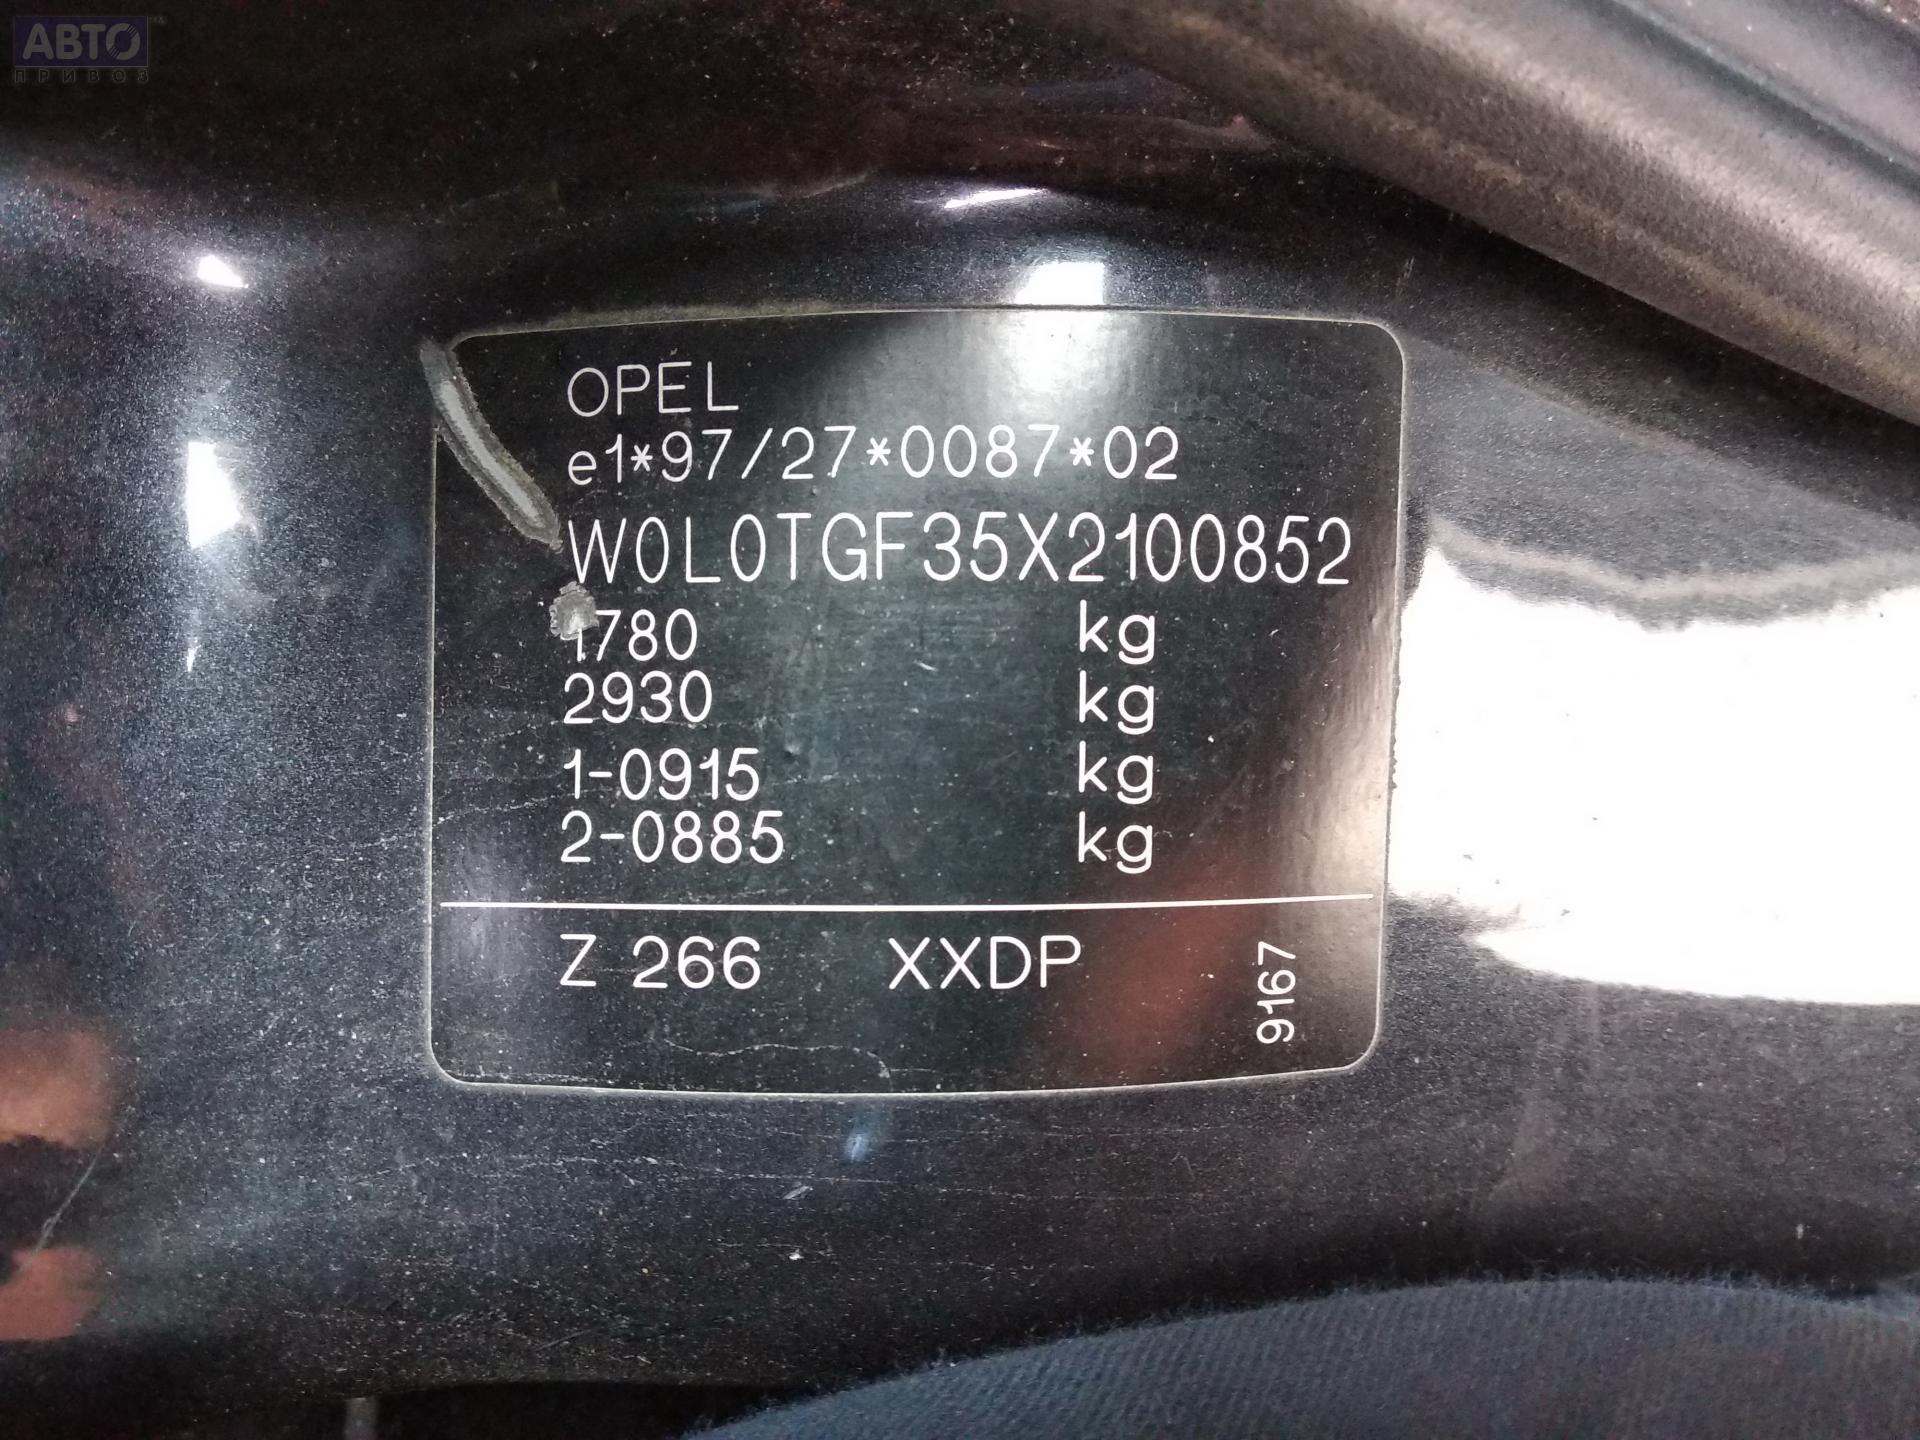 АВТО
ПРИВОЗ
OPEL
e1*97/27*0087*02
W0L0TGF35X2100852
1780 kg
2930 kg
1-0915 kg
2-0885 kg
Z 266 XXDP
9167